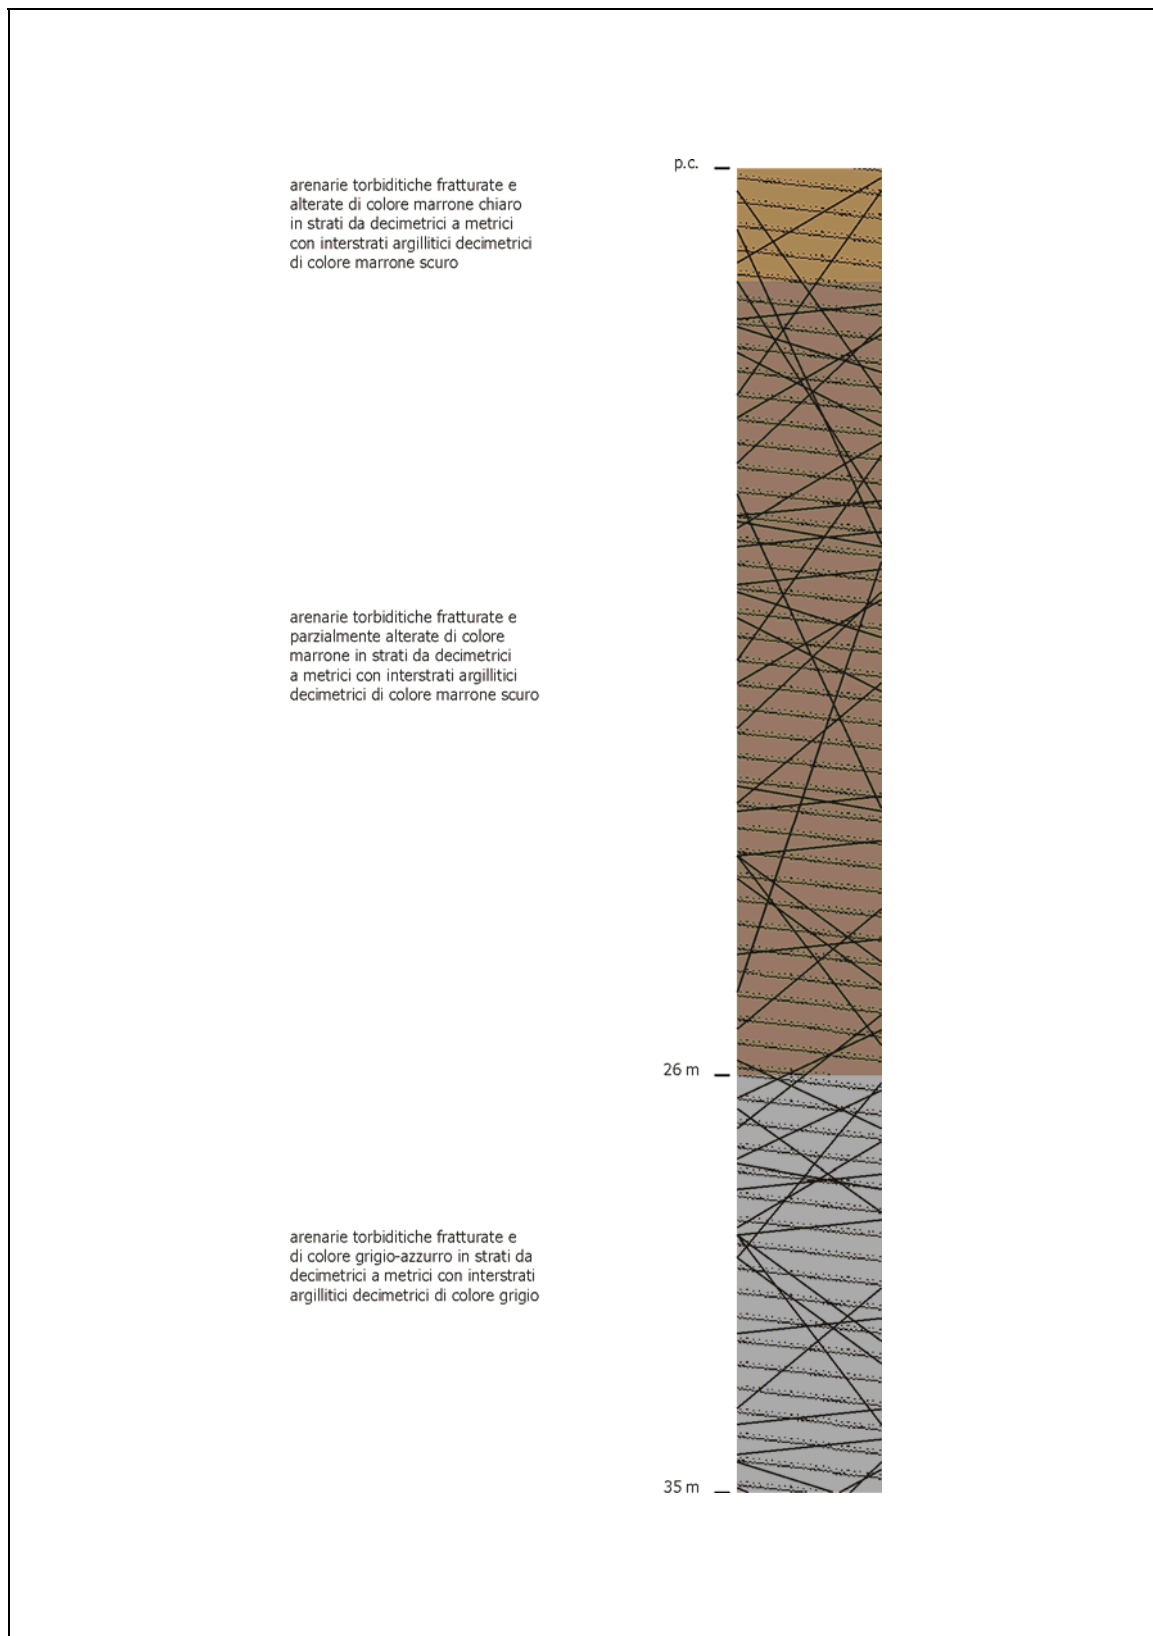 p.c.
arenarie torbiditiche fratturate e
alterate di colore marrone chiaro
in strati da decimetrici a metrici
con interstrati argillitici decimetrici
di colore marrone scuro
arenarie torbiditiche fratturate e
parzialmente alterate di colore
marrone in strati da decimetrici
a metrici con interstrati argillitici
decimetrici di colore marrone scuro
26 m
arenarie torbiditiche fratturate e
di colore grigio-azzurro in strati da
decimetrici a metrici con interstrati
argillitici decimetrici di colore grigio
35 m